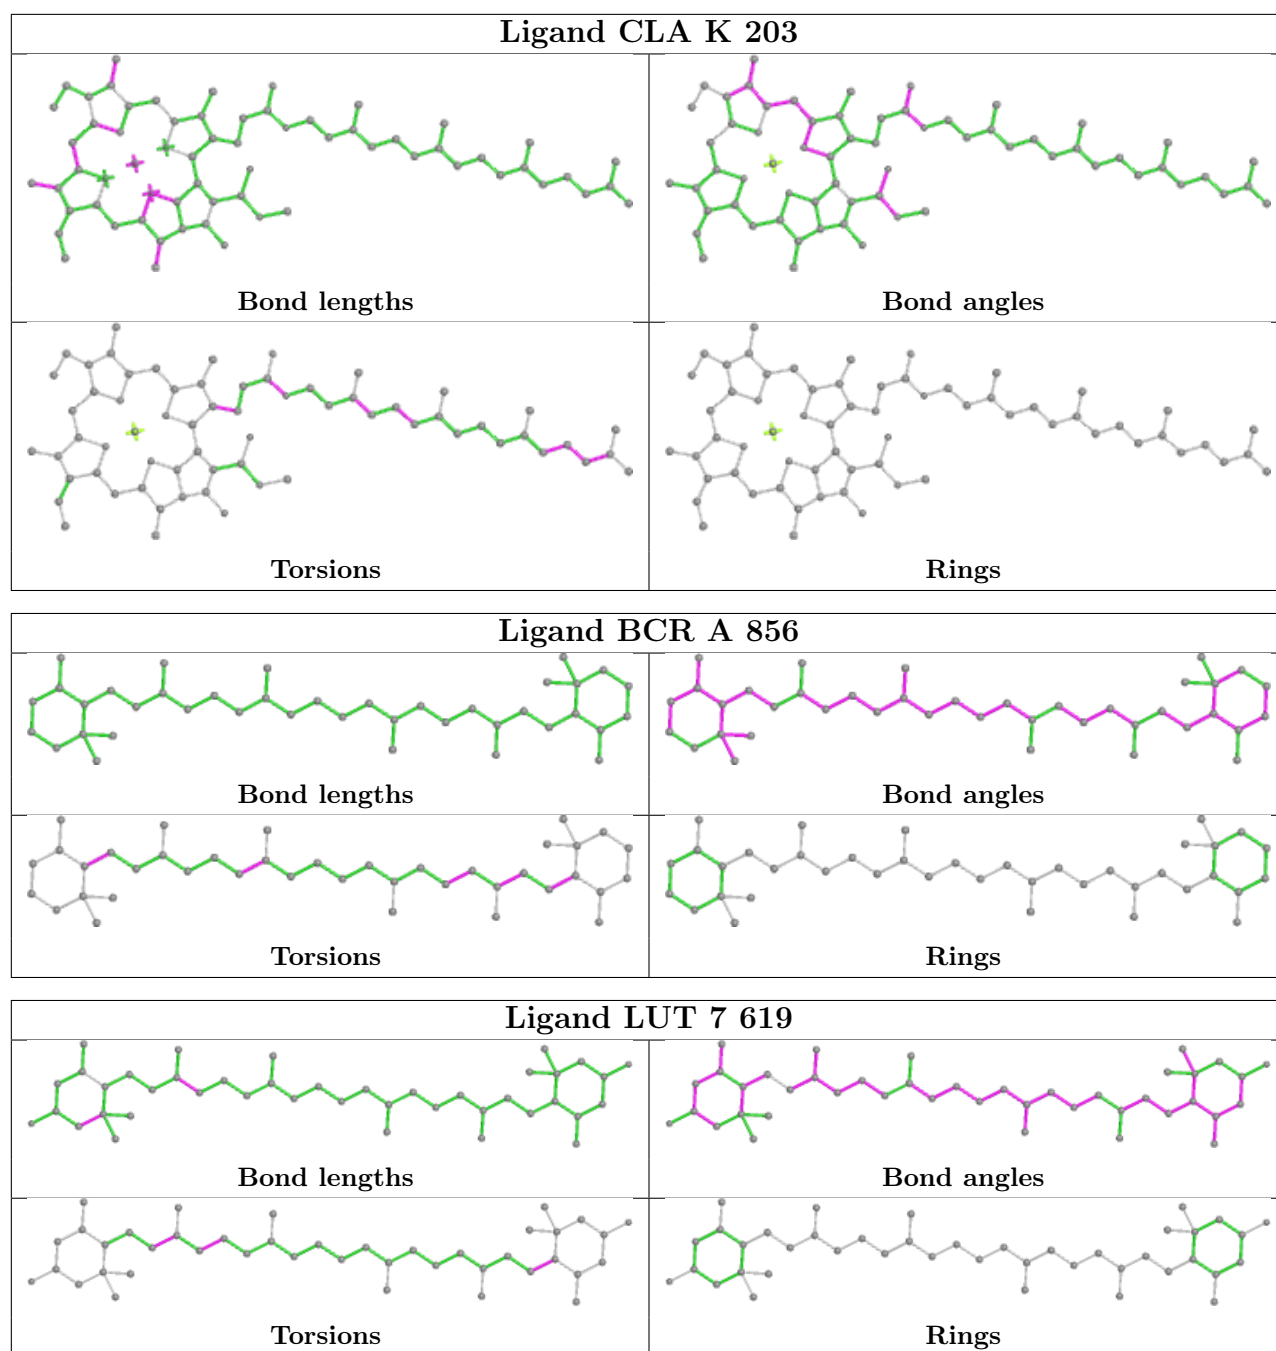 Ligand CLA K 203
Bond lengths
Bond angles
Torsions
Rings
Ligand BCR A 856
Bond lengths
Bond angles
Torsions
Rings
Ligand LUT 7 619
Bond lengths
Bond angles
Torsions
Rings